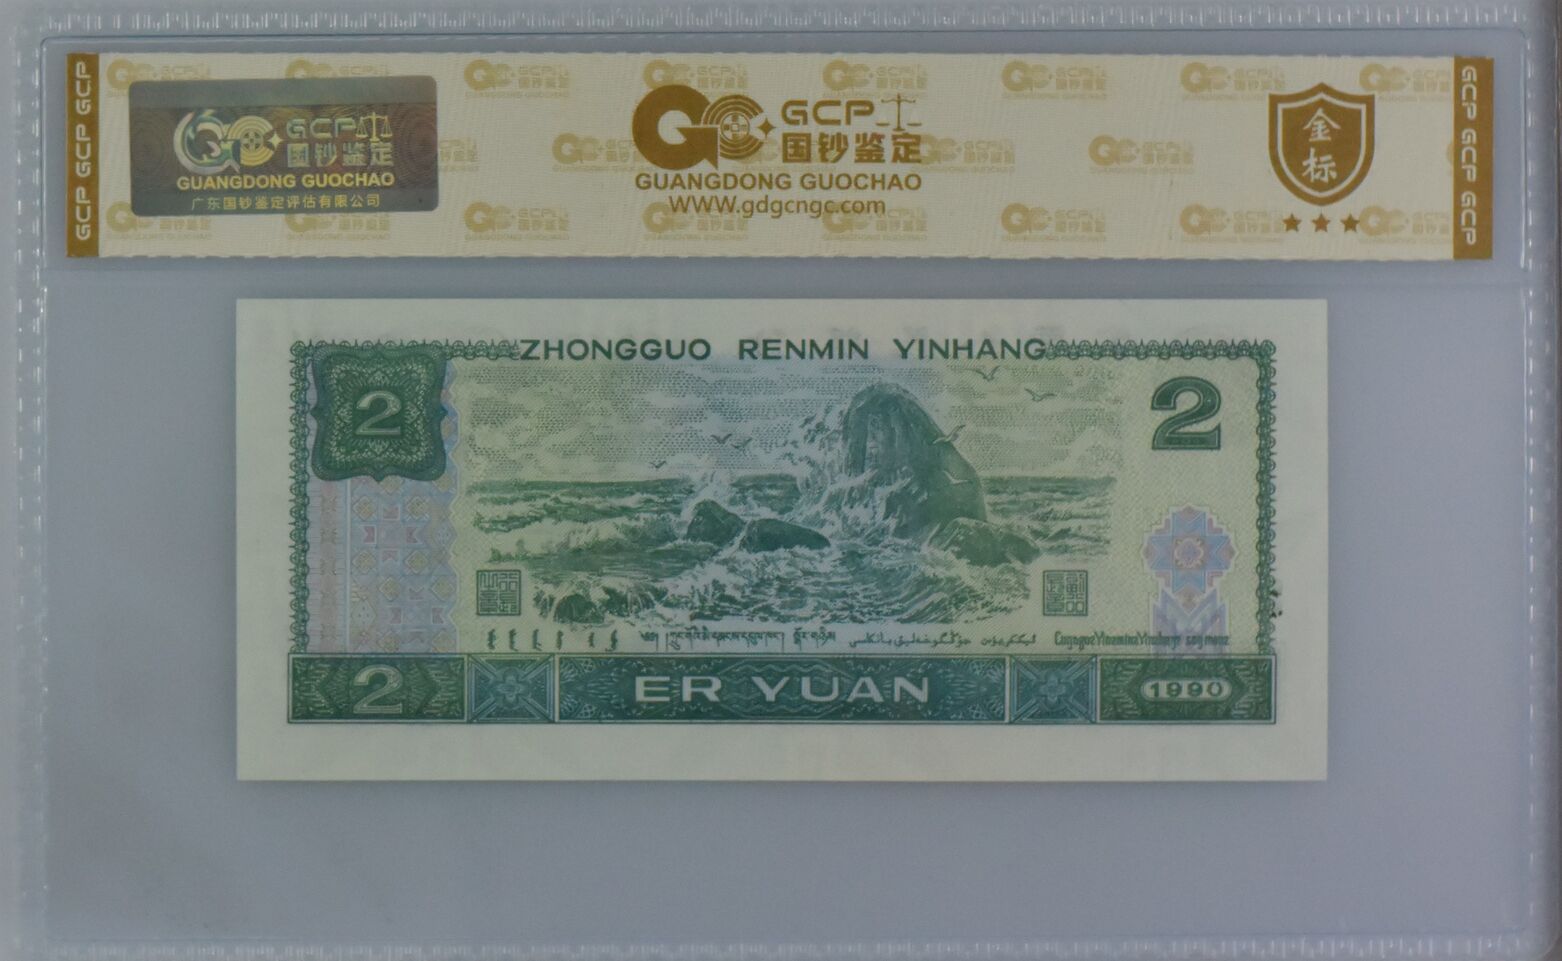 GCP GCP GCP
GCP
国钞鉴定
GUANGDONG GUOCHAO
广东国钞鉴定评估有限公司
GCP
国钞鉴定
GUANGDONG GUOCHAO
WWW.gdgcngc.com
金
标
GCP GCP GCP
ZHONGGUO RENMIN YINHANG
2
2
2
ER YUAN
1990